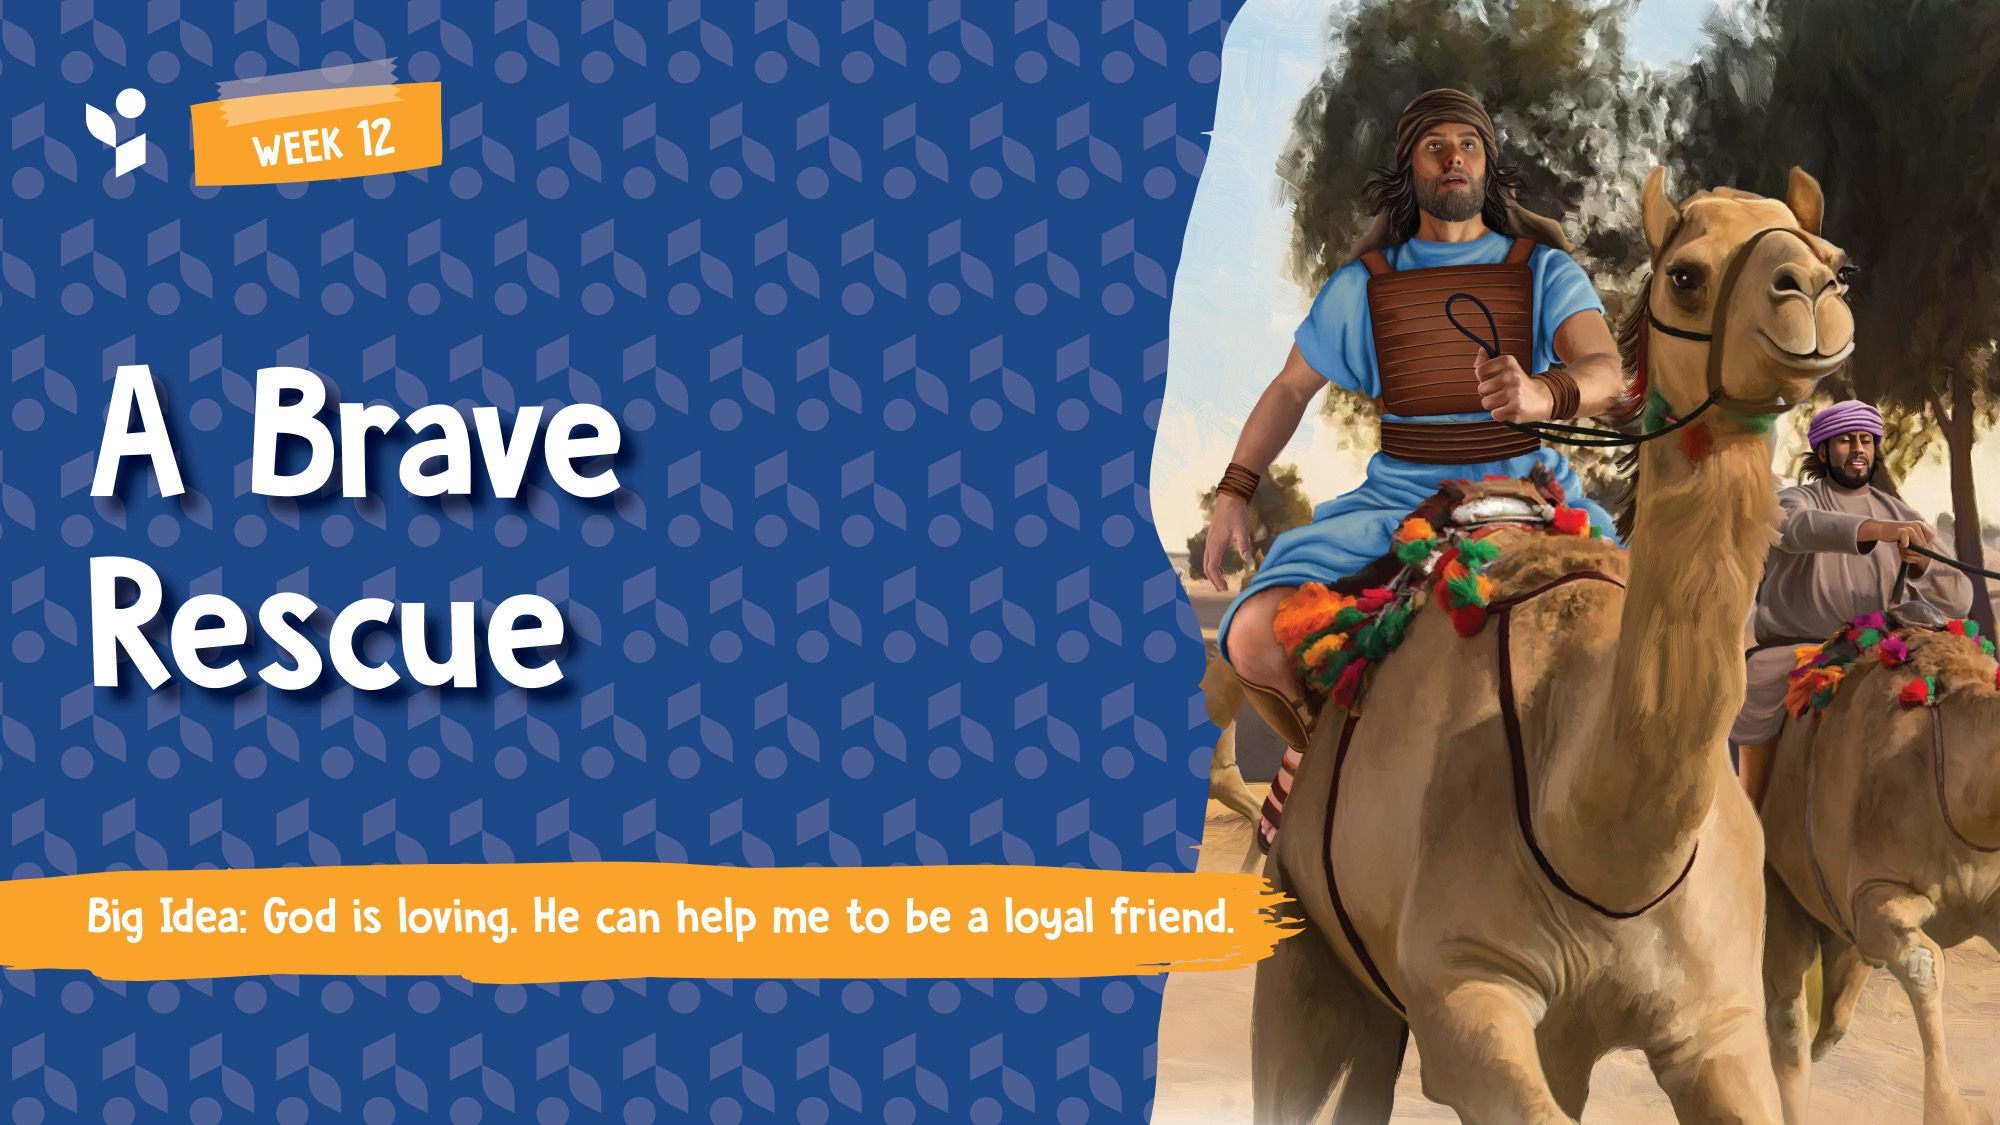 WEEK 12
A Brave
Rescue
Big Idea: God is loving. He can help me to be a loyal friend.